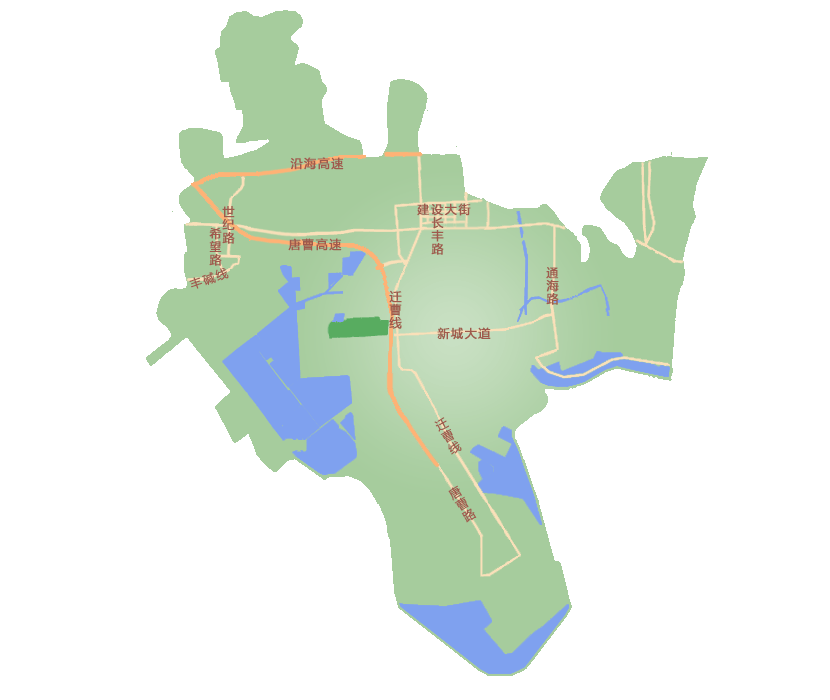 沿海高速
世纪路
建设大街
长丰路
希望路
唐曹高速
丰碱线
通海路
迁曹线
新城大道
迁曹线
唐曹路